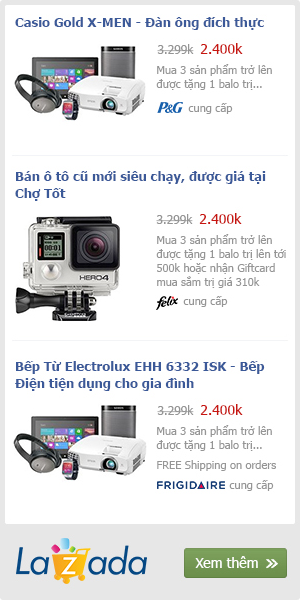 Casio Gold X-MEN - Đàn ông đích thực
3.299k 2.400k
Mua 3 sản phẩm trở lên
được tặng 1 balo trị...
P&G cung cấp
Bán ô tô cũ mới siêu chạy, được giá tại
Chợ Tốt
HERO4
3.299k 2.400k
Mua 3 sản phẩm trở lên
được tặng 1 balo trị lên tới
500k hoặc nhận Giftcard
mua sắm trị giá 310k
felix cung cấp
Bếp Từ Electrolux EHH 6332 ISK - Bếp
Điện tiện dụng cho gia đình
3.299k 2.400k
Mua 3 sản phẩm trở lên
được tặng 1 balo trị...
FREE Shipping on orders
FRIGIDAIRE cung cấp
Lazada
Xem thêm »